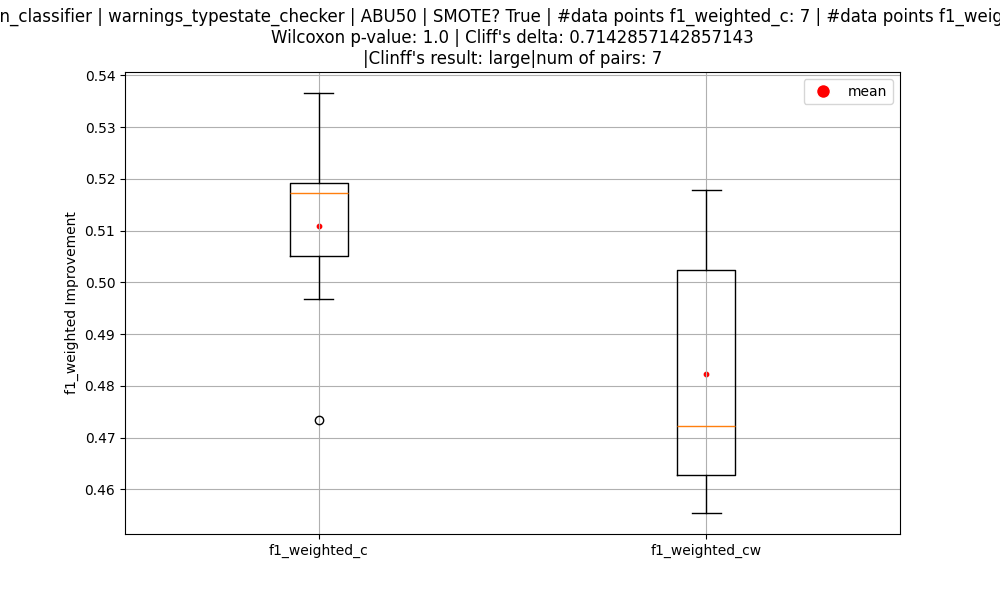 n_classifier | warnings_typestate_checker | ABU50 | SMOTE? True | #data points f1_weighted_c: 7 | #data points f1_weig
Wilcoxon p-value: 1.0 | Cliff's delta: 0.7142857142857143
|Clinff's result: large|num of pairs: 7
mean
f1_weighted Improvement
0.54
0.53
0.52
0.51
0.50
0.49
0.48
0.47
0.46
f1_weighted_c
f1_weighted_cw